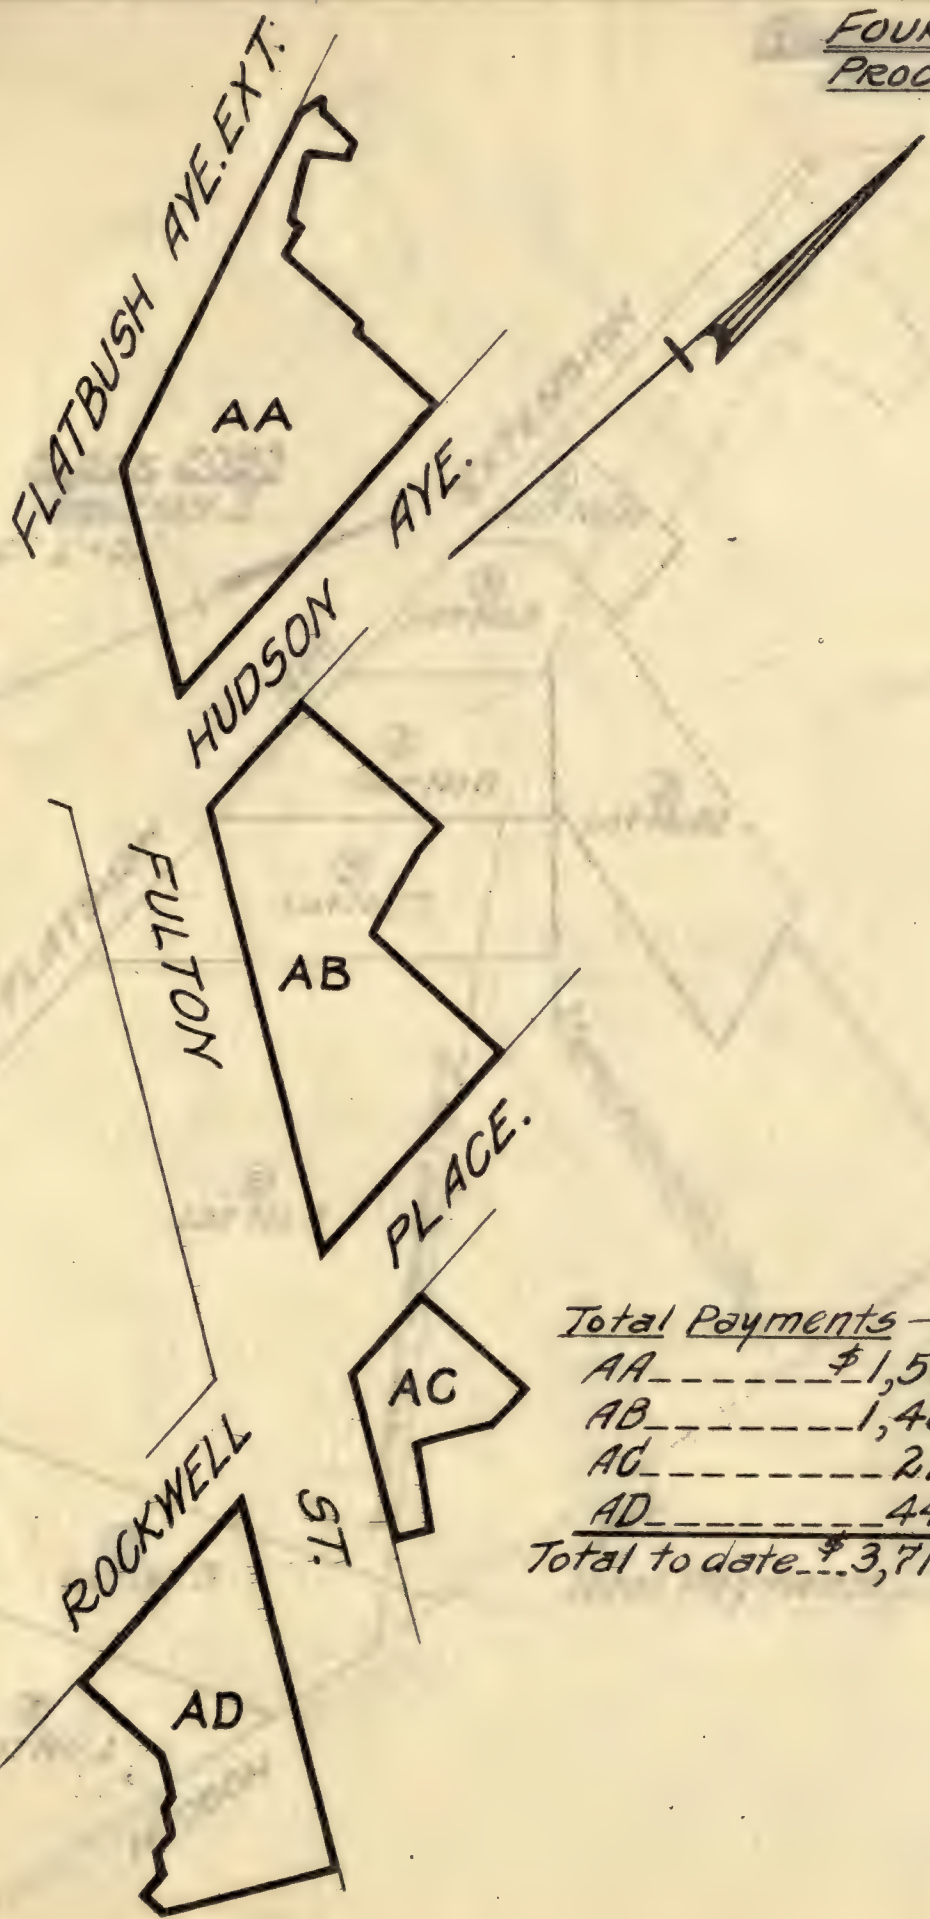 FOUR
PROC
FLATBUSH AVE. EXT.
AA
HUDSON AVE.
FULTON ST.
AB
ROCKWELL PLACE.
AC
AD
Total Payments —
AA $1,5
AB 1,4
AC 2
AD 44
Total to date $3,71